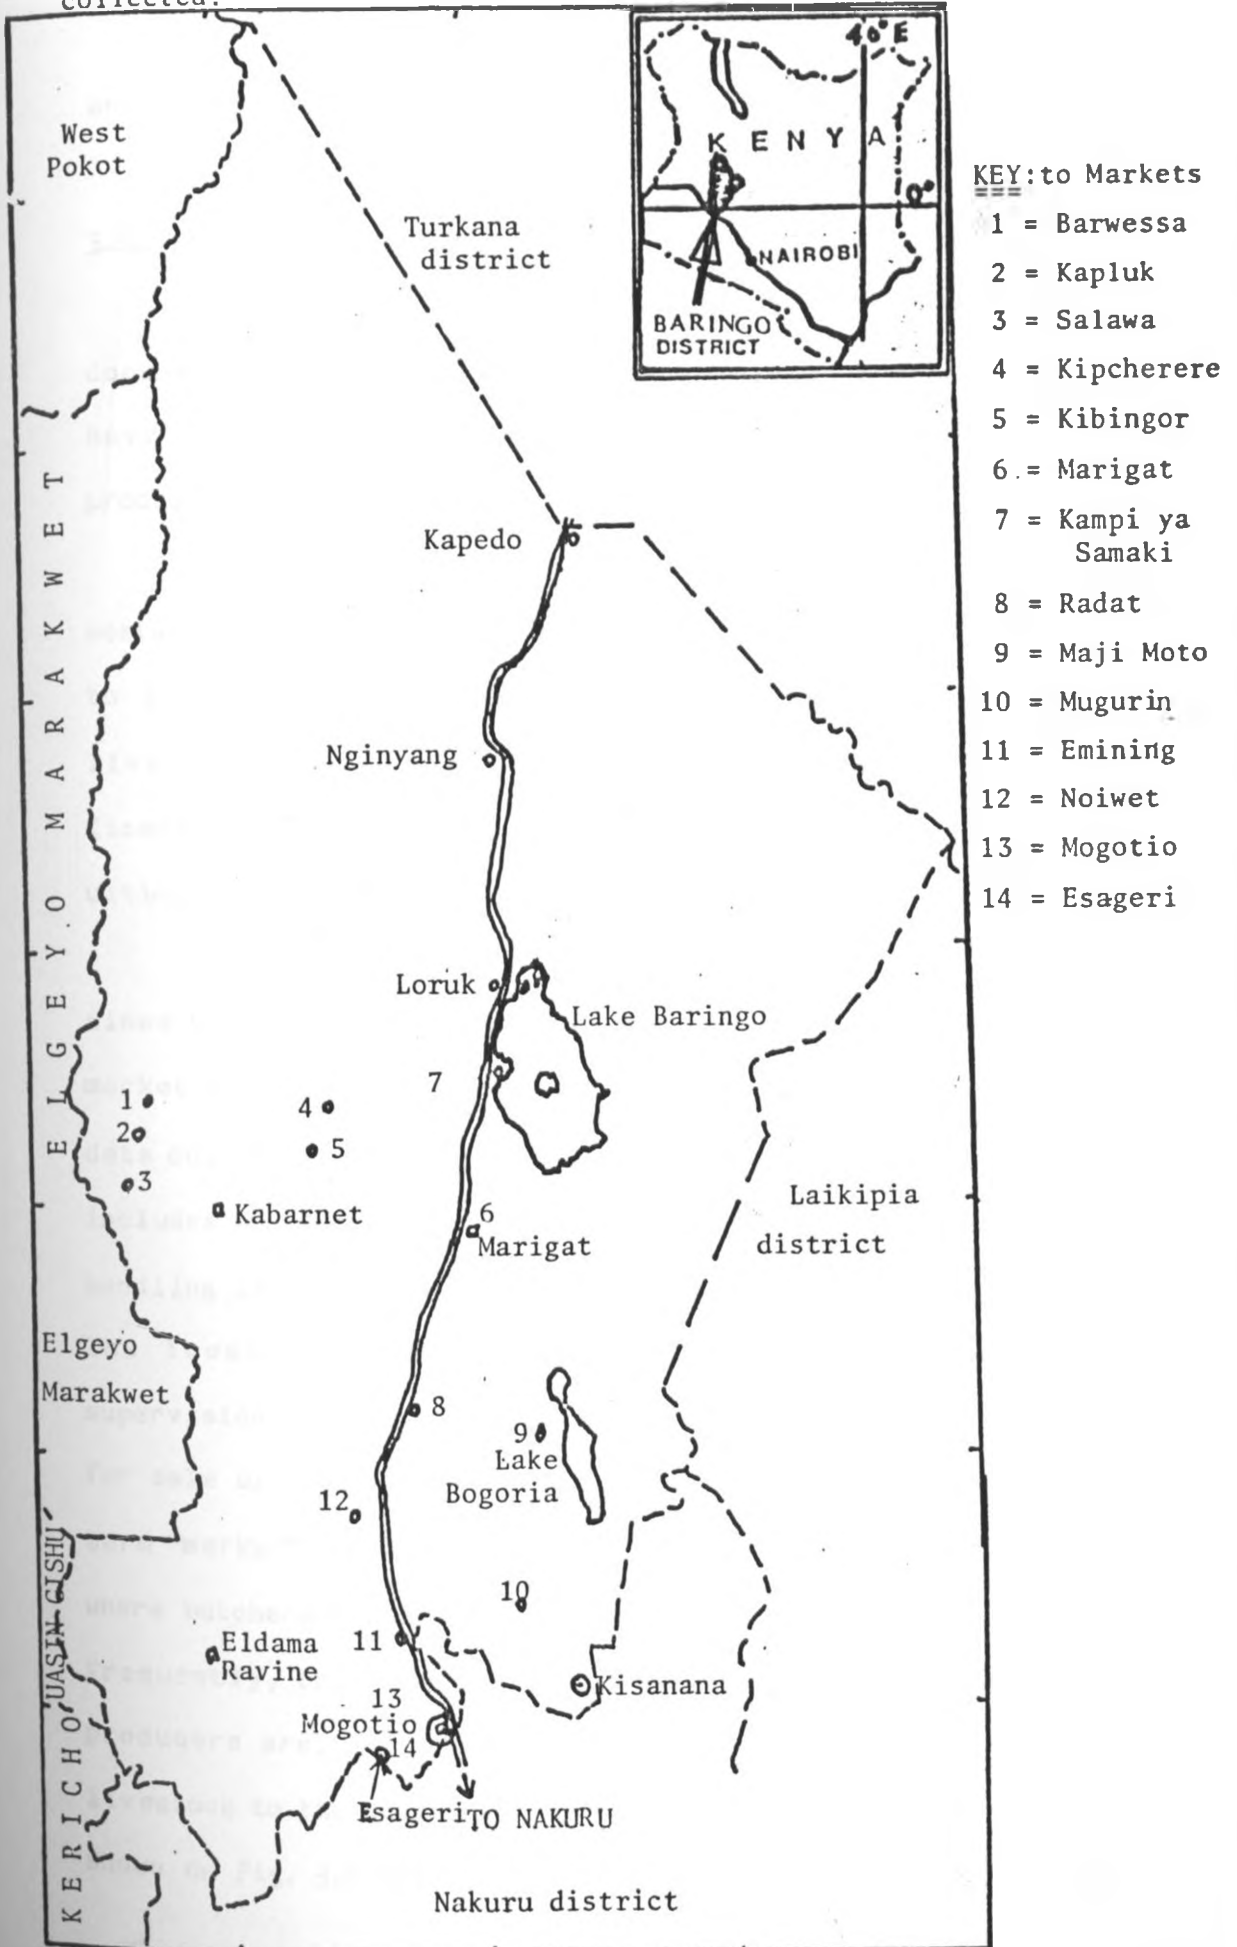 collected.
West
Pokot
Turkana
district
40° E
KENYA
0°
NAIROBI
BARINGO
DISTRICT
KEY: to Markets
1 = Barwessa
2 = Kapluk
3 = Salawa
4 = Kipcherere
5 = Kibingor
6 = Marigat
7 = Kampi ya
Samaki
8 = Radat
9 = Maji Moto
10 = Mugurin
11 = Emining
12 = Noiwet
13 = Mogotio
14 = Esageri
ELGEYO MARAKWET
Kapedo
Nginyang
Loruk
Lake Baringo
7
1
4
2
5
3
Kabarnet
6
Marigat
Laikipia
district
Elgeyo
Marakwet
8
9
Lake
Bogoria
12
10
UASIN GISHU
Eldama
Ravine
11
Kisanana
13
Mogotio
14
Esageri
TO NAKURU
KERICHO
Nakuru district